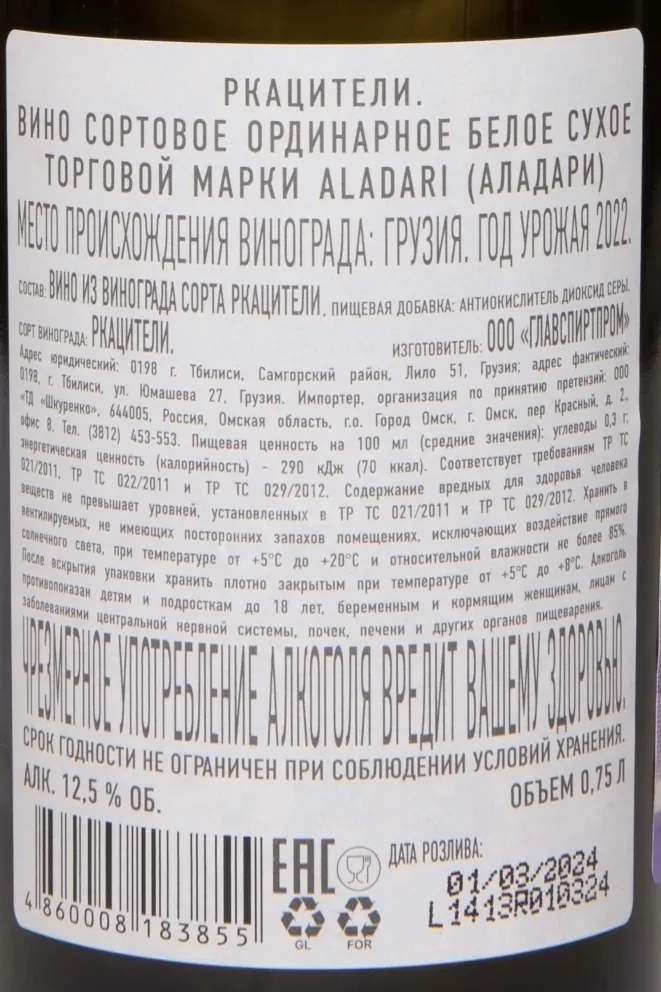 РКАЦИТЕЛИ.
ВИНО СОРТОВОЕ ОРДИНАРНОЕ БЕЛОЕ СУХОЕ
ТОРГОВОЙ МАРКИ ALADARI (АЛАДАРИ)
МЕСТО ПРОИСХОЖДЕНИЯ ВИНОГРАДА: ГРУЗИЯ. ГОД УРОЖАЯ 2022.
СОСТАВ: ВИНО ИЗ ВИНОГРАДА СОРТА РКАЦИТЕЛИ, ПИЩЕВАЯ ДОБАВКА: АНТИОКИСЛИТЕЛЬ ДИОКСИД СЕРЫ.
СОРТ ВИНОГРАДА: РКАЦИТЕЛИ. ИЗГОТОВИТЕЛЬ: ООО «ГЛАВСПИРТПРОМ»
Адрес юридический: 0198 г. Тбилиси, Самгорский район, Лило 51, Грузия; адрес фактический:
0198, г. Тбилиси, ул. Юмашева 27, Грузия. Импортер, организация по принятию претензий: ООО
«ТД «Шкуренко», 644005, Россия, Омская область, г.о. Город Омск, г. Омск, пер Красный, д. 2.,
офис 8. Тел. (3812) 453-553. Пищевая ценность на 100 мл (средние значения): углеводы 0,3 г;
энергетическая ценность (калорийность) - 290 кДж (70 ккал). Соответствует требованиям ТР ТС
021/2011, ТР ТС 022/2011 и ТР ТС 029/2012. Содержание вредных для здоровья человека
веществ не превышает уровней, установленных в ТР ТС 021/2011 и ТР ТС 029/2012. Хранить в
вентилируемых, не имеющих посторонних запахов помещениях, исключающих воздействие прямого
солнечного света, при температуре от +5°С до +20°С и относительной влажности не более 85%.
После вскрытия упаковки хранить плотно закрытым при температуре от +5°С до +8°С. Алкоголь
противопоказан детям и подросткам до 18 лет, беременным и кормящим женщинам, лицам с
заболеваниями центральной нервной системы, почек, печени и других органов пищеварения.
ЧРЕЗМЕРНОЕ УПОТРЕБЛЕНИЕ АЛКОГОЛЯ ВРЕДИТ ВАШЕМУ ЗДОРОВЬЮ.
СРОК ГОДНОСТИ НЕ ОГРАНИЧЕН ПРИ СОБЛЮДЕНИИ УСЛОВИЙ ХРАНЕНИЯ.
АЛК. 12,5 % ОБ. ОБЪЕМ 0,75 Л
EAC ДАТА РОЗЛИВА:
01/03/2024
L1413R010324
4 860008 183855
GL FOR